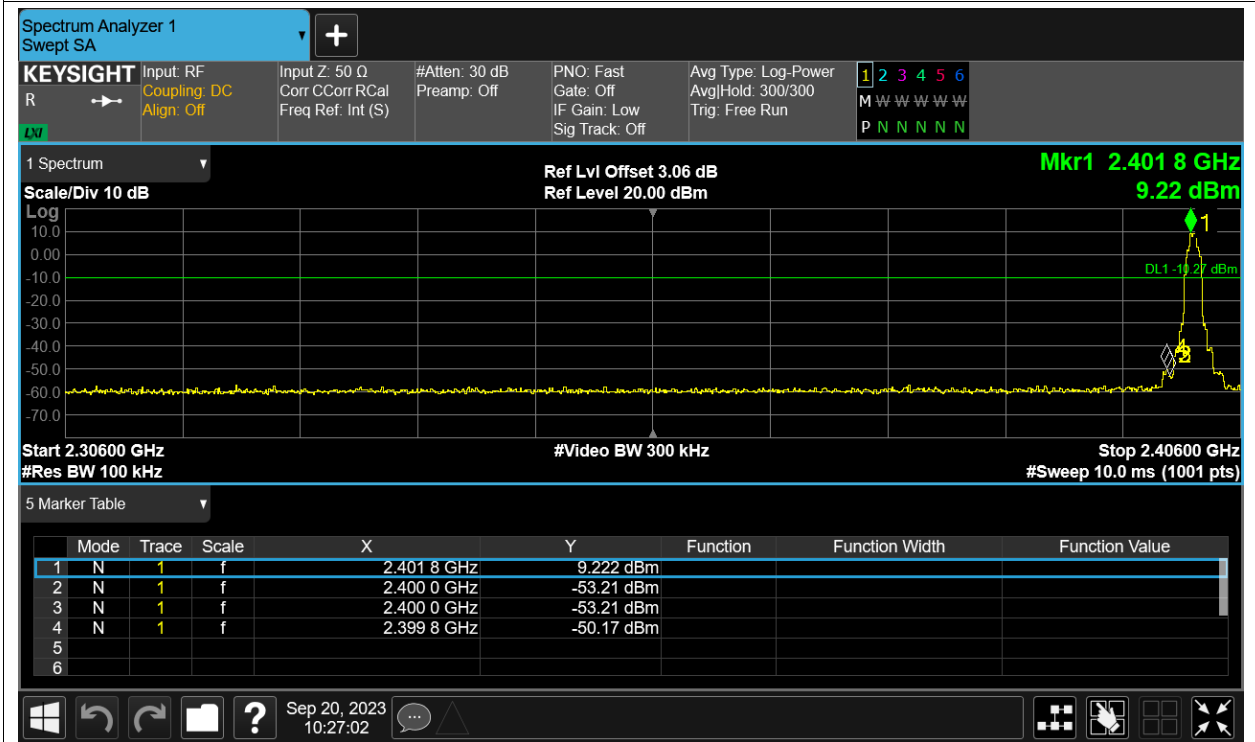 Spectrum Analyzer 1
Swept SA
KEYSIGHT Input: RF Input Z: 50 Ω #Atten: 30 dB PNO: Fast Avg Type: Log-Power 1 2 3 4 5 6
R Coupling: DC Corr CCorr RCal Preamp: Off Gate: Off Avg|Hold: 300/300 M W W W W W
Align: Off Freq Ref: Int (S) IF Gain: Low Trig: Free Run
LXI Sig Track: Off P N N N N N
1 Spectrum Ref Lvl Offset 3.06 dB Mkr1 2.401 8 GHz
Scale/Div 10 dB Ref Level 20.00 dBm 9.22 dBm
Log
1
10.0
0.00
DL1 -10.27 dBm
-10.0
-20.0
-30.0
-40.0
-50.0
-60.0
-70.0
Start 2.30600 GHz #Video BW 300 kHz Stop 2.40600 GHz
#Res BW 100 kHz #Sweep 10.0 ms (1001 pts)
5 Marker Table
Mode Trace Scale X Y Function Function Width Function Value
1 N 1 f 2.401 8 GHz 9.222 dBm
2 N 1 f 2.400 0 GHz -53.21 dBm
3 N 1 f 2.400 0 GHz -53.21 dBm
4 N 1 f 2.399 8 GHz -50.17 dBm
5
6
? Sep 20, 2023
10:27:02